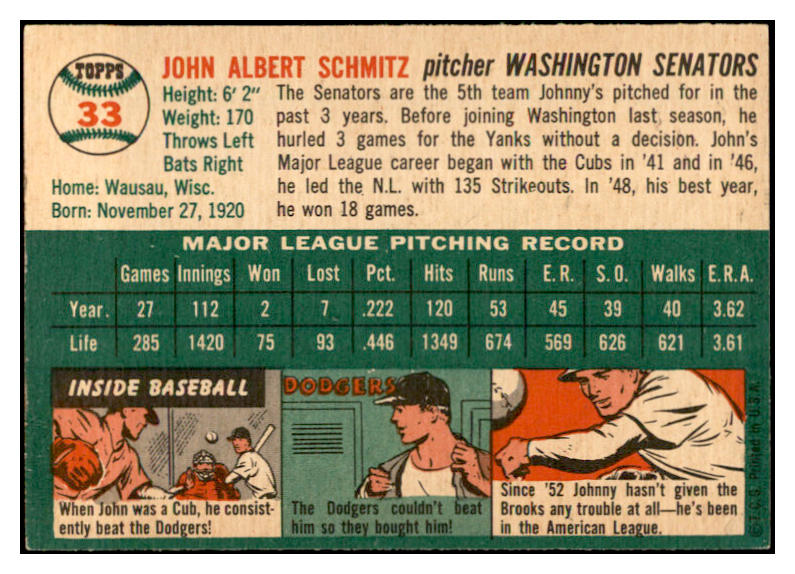 TOPPS
33
JOHN ALBERT SCHMITZ pitcher WASHINGTON SENATORS
Height: 6' 2"
Weight: 170
Throws Left
Bats Right
Home: Wausau, Wisc.
Born: November 27, 1920
The Senators are the 5th team Johnny's pitched for in the
past 3 years. Before joining Washington last season, he
hurled 3 games for the Yanks without a decision. John's
Major League career began with the Cubs in '41 and in '46,
he led the N.L. with 135 Strikeouts. In '48, his best year,
he won 18 games.
MAJOR LEAGUE PITCHING RECORD
Games Innings Won Lost Pct. Hits Runs E.R. S.O. Walks E.R.A.
Year. 27 112 2 7 .222 120 53 45 39 40 3.62
Life 285 1420 75 93 .446 1349 674 569 626 621 3.61
INSIDE BASEBALL
When John was a Cub, he consist-
ently beat the Dodgers!
DODGERS
The Dodgers couldn't beat
him so they bought him!
Since '52 Johnny hasn't given the
Brooks any trouble at all—he's been
in the American League.
© T.C.G. Printed in U.S.A.